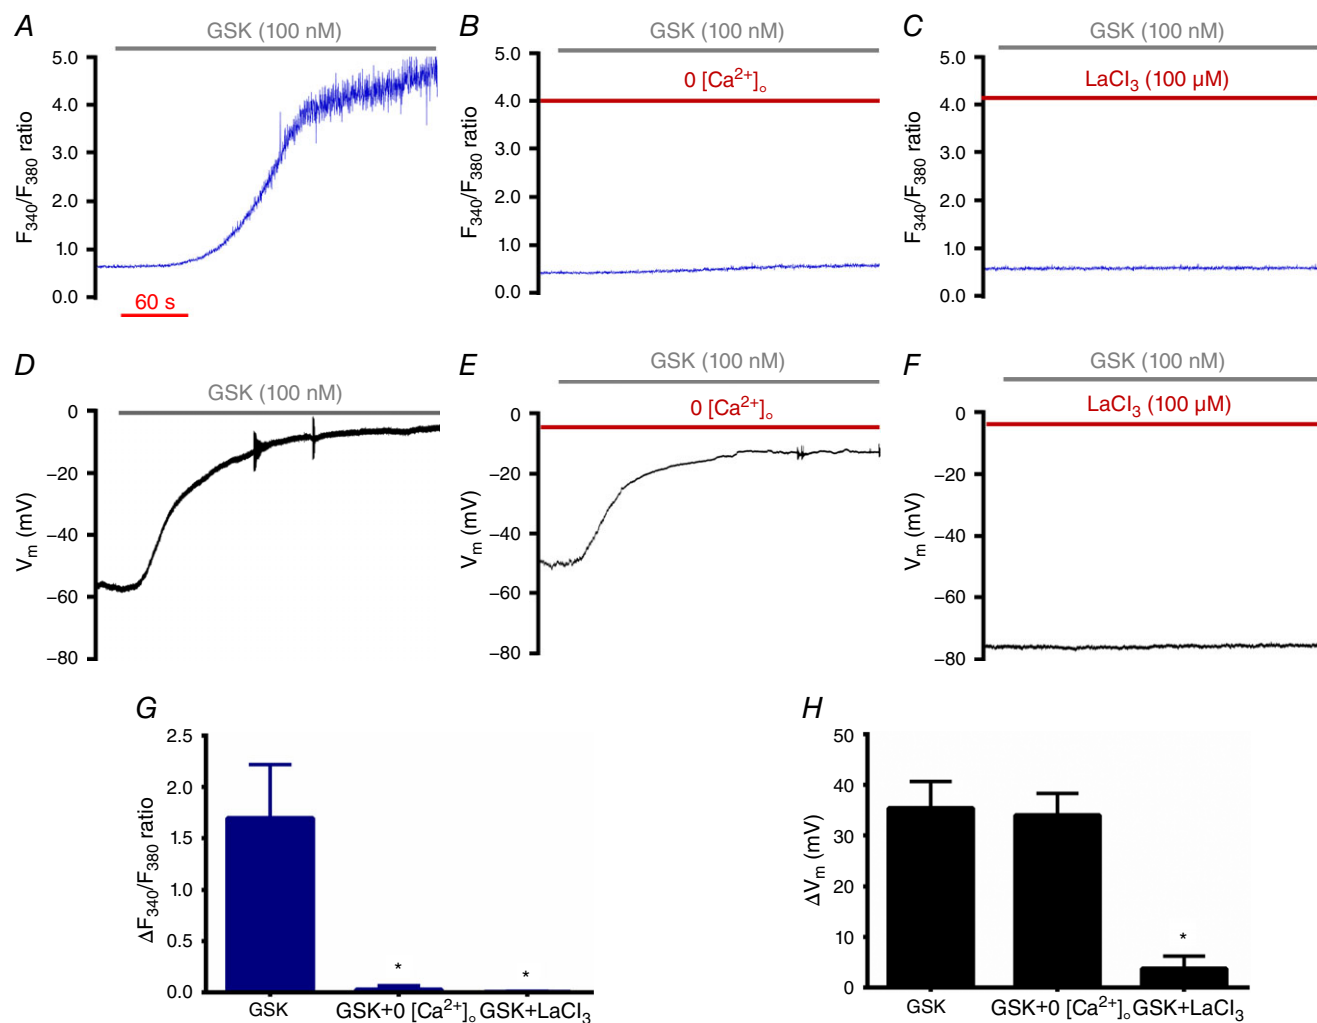 A
GSK (100 nM)
5.0
4.0
3.0
2.0
1.0
0.0
F340/F380 ratio
60 s
B
GSK (100 nM)
0 [Ca2+]o
5.0
4.0
3.0
2.0
1.0
0.0
F340/F380 ratio
C
GSK (100 nM)
LaCl3 (100 µM)
5.0
4.0
3.0
2.0
1.0
0.0
F340/F380 ratio
D
GSK (100 nM)
0
−20
−40
−60
−80
Vm (mV)
E
GSK (100 nM)
0 [Ca2+]o
0
−20
−40
−60
−80
Vm (mV)
F
GSK (100 nM)
LaCl3 (100 µM)
0
−20
−40
−60
−80
Vm (mV)
G
2.5
2.0
1.5
1.0
0.5
0.0
ΔF340/F380 ratio
*
*
GSK
GSK+0 [Ca2+]o
GSK+LaCl3
H
50
40
30
20
10
0
ΔVm (mV)
*
GSK
GSK+0 [Ca2+]o
GSK+LaCl3